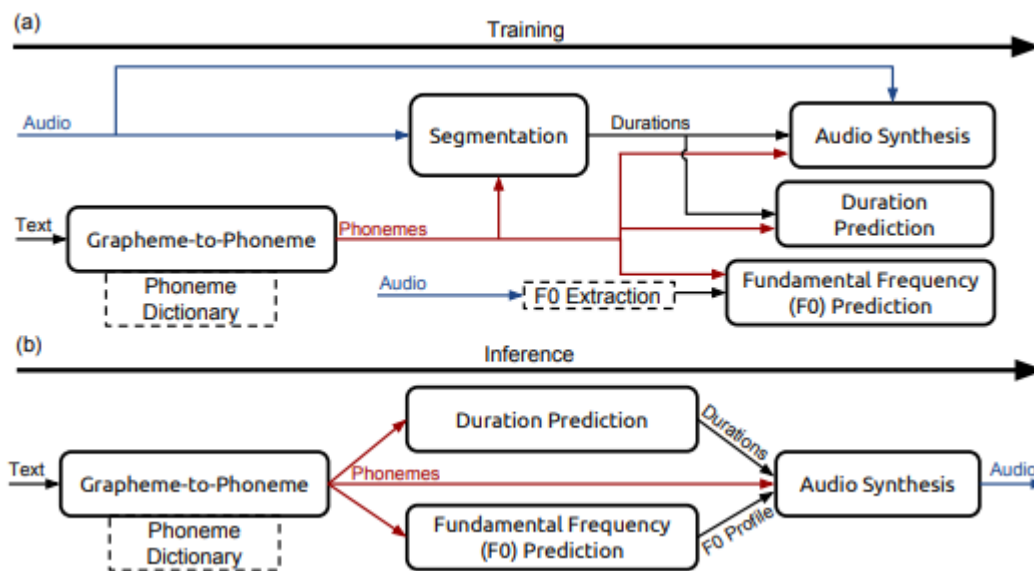 (a)
Training
Audio
Segmentation
Durations
Audio Synthesis
Text
Grapheme-to-Phoneme
Phonemes
Duration
Prediction
Phoneme
Dictionary
Audio
F0 Extraction
Fundamental Frequency
(F0) Prediction
(b)
Inference
Duration Prediction
Durations
Text
Grapheme-to-Phoneme
Phonemes
Audio Synthesis
Audio
Phoneme
Dictionary
Fundamental Frequency
(F0) Prediction
F0 Profile